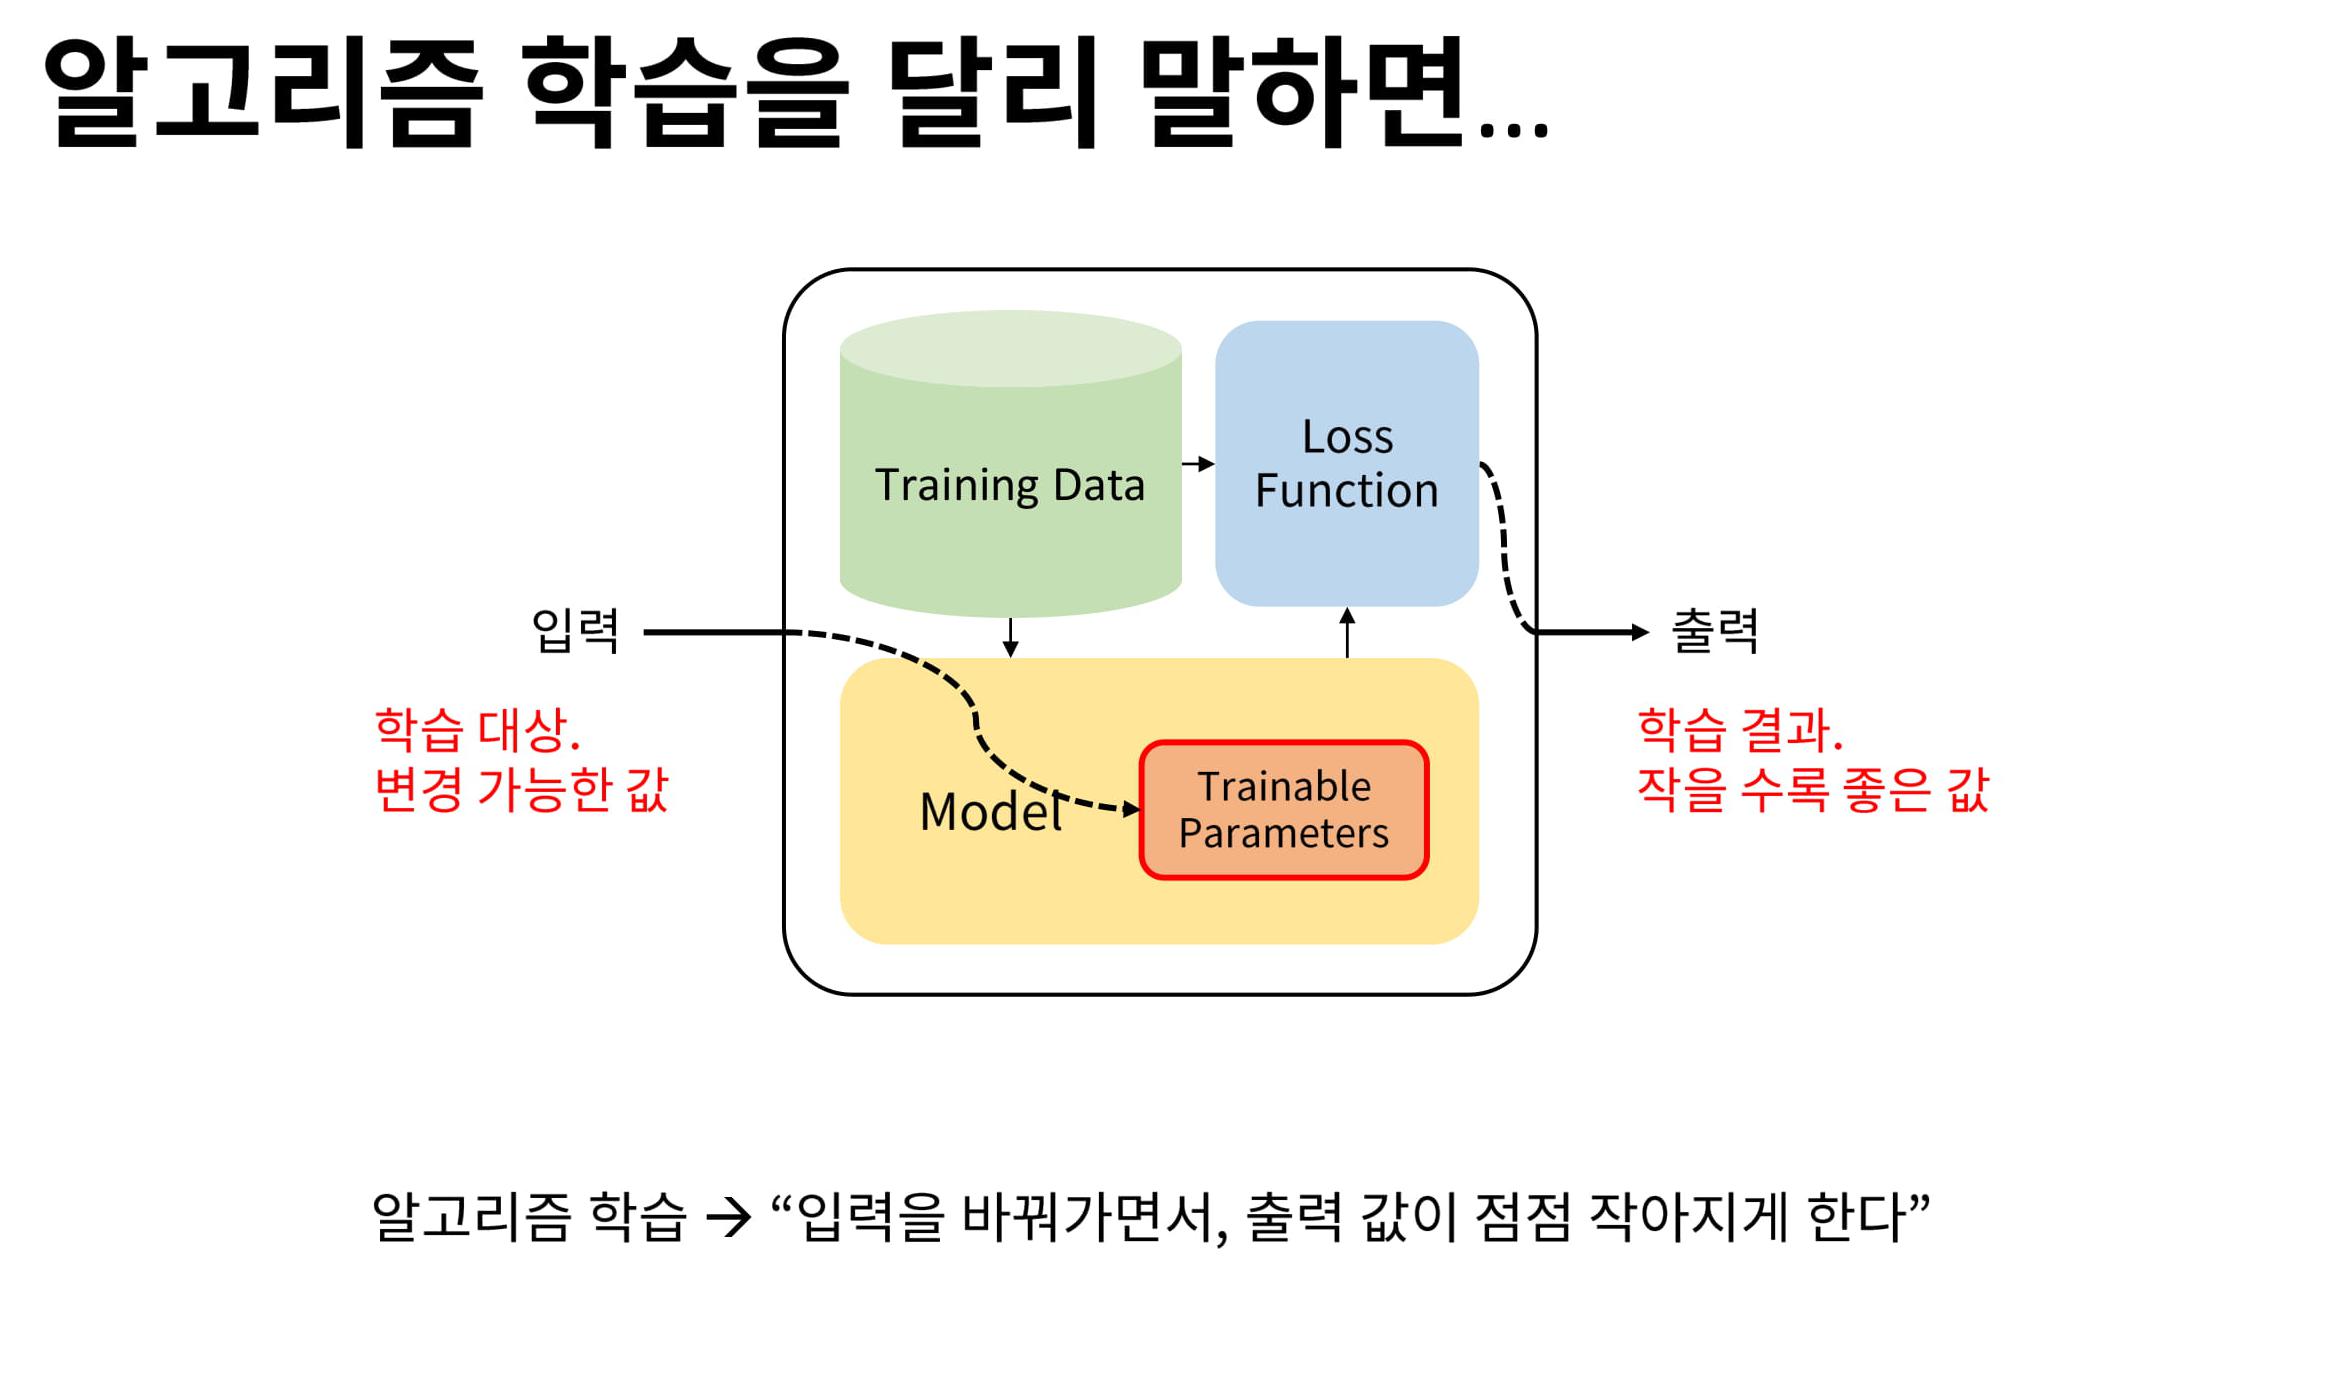 알고리즘 학습을 달리 말하면...
Training Data
Loss
Function
입력
출력
학습 대상.
변경 가능한 값
Model
Trainable
Parameters
학습 결과.
작을 수록 좋은 값
알고리즘 학습 → “입력을 바꿔가면서, 출력 값이 점점 작아지게 한다”